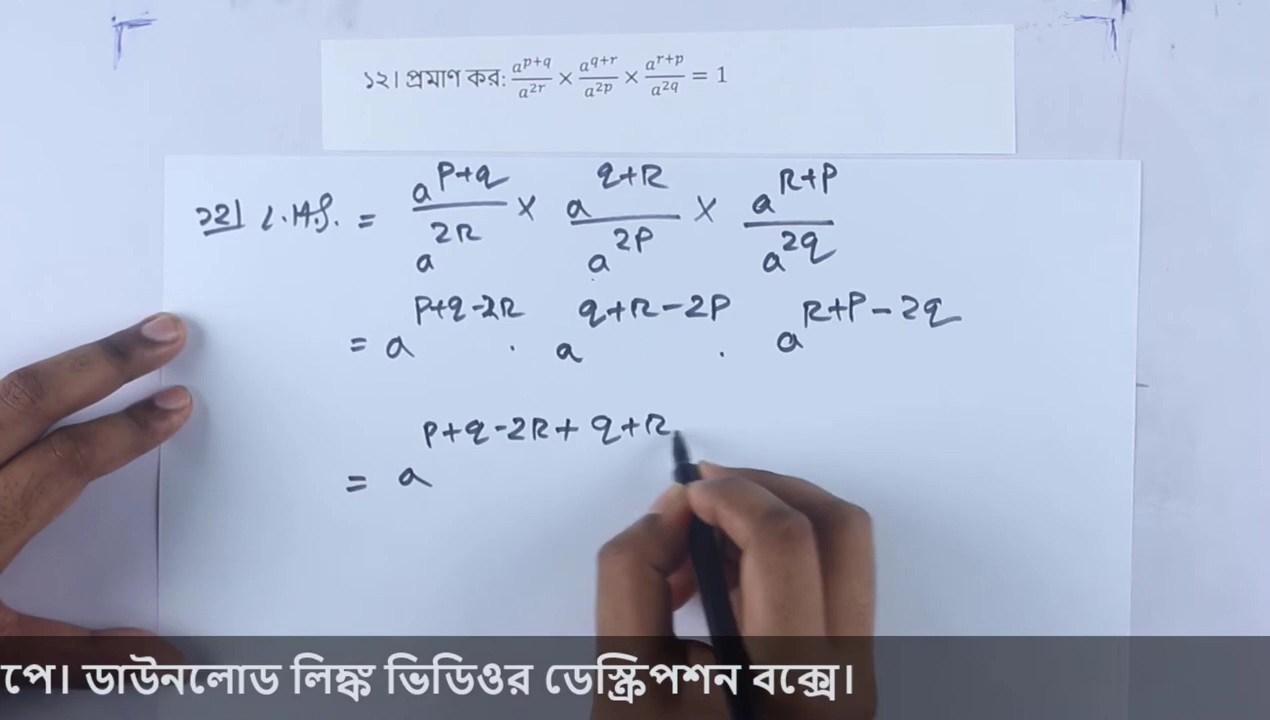 ১২। প্রমাণ কর: a^{p+q}/a^{2r} × a^{q+r}/a^{2p} × a^{r+p}/a^{2q} = 1
১২। L.H.S. = a^{P+q}/a^{2R} × a^{q+R}/a^{2P} × a^{R+P}/a^{2q}
= a^{P+q-2R} . a^{q+R-2P} . a^{R+P-2q}
= a^{P+q-2R+q+R}
পে। ডাউনলোড লিঙ্ক ভিডিওর ডেস্ক্রিপশন বক্সে।